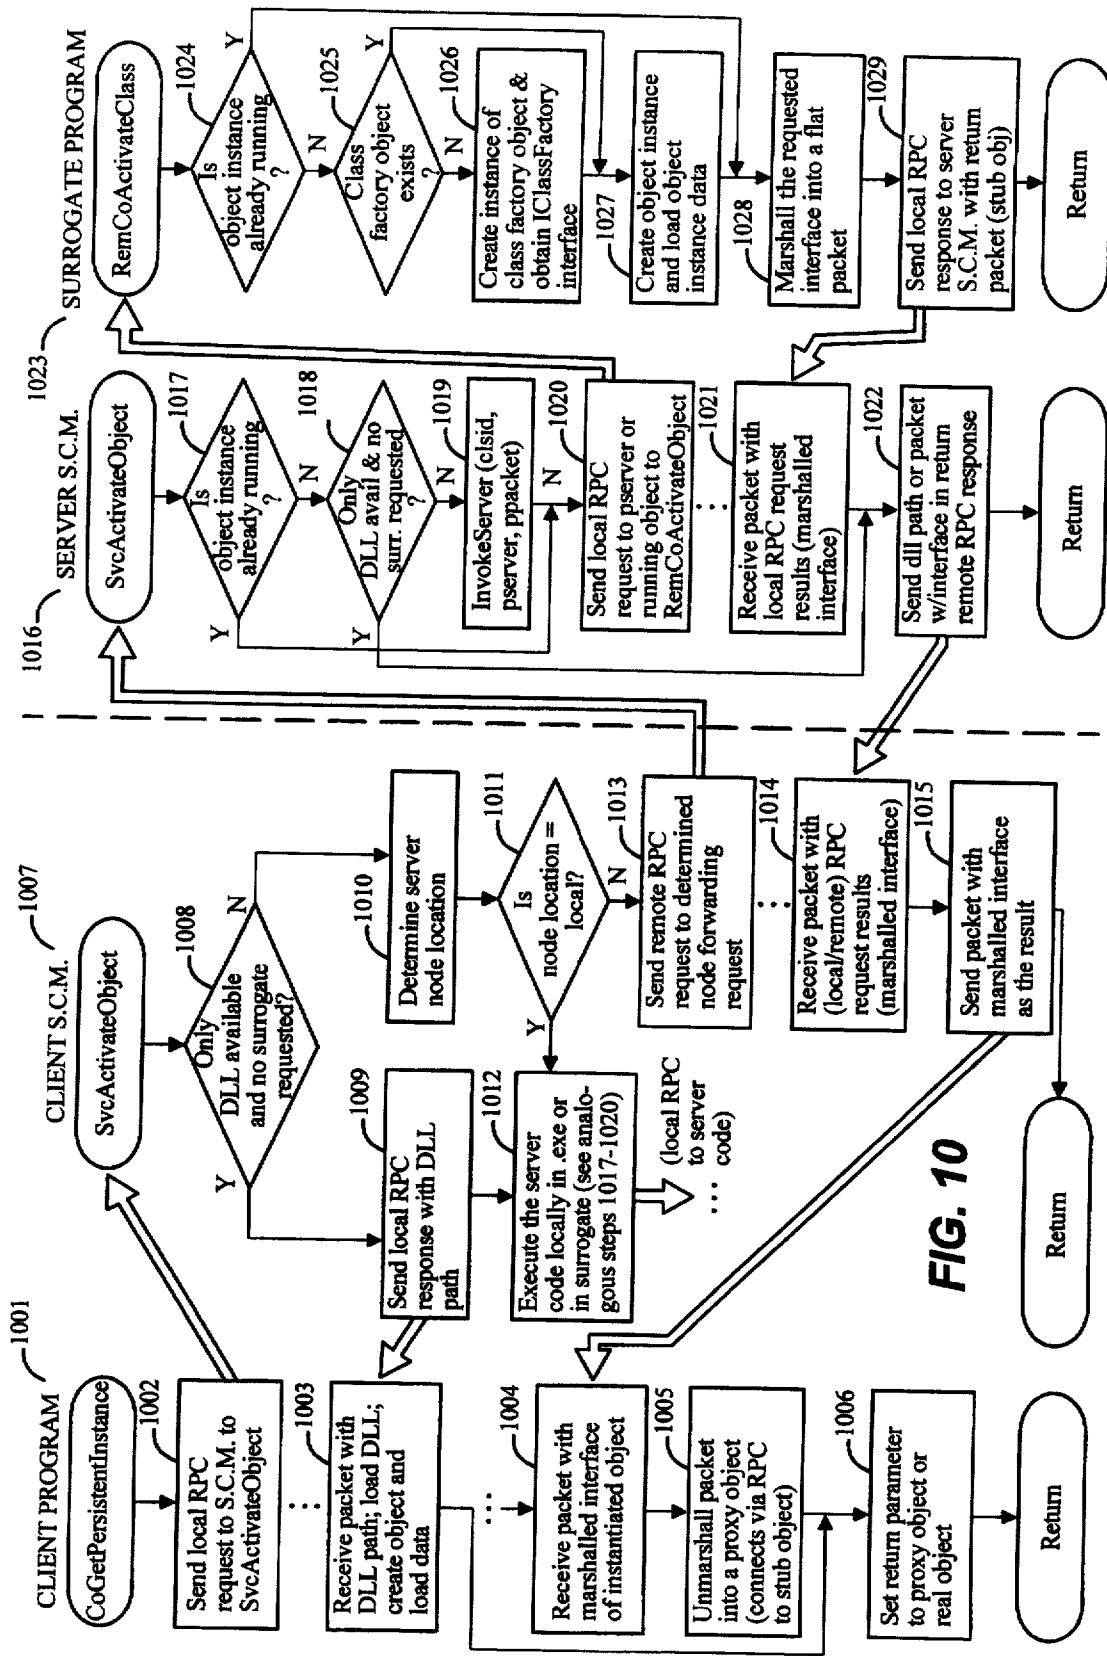 CLIENT PROGRAM
1001
CoGetPersistentInstance
1002
Send local RPC
request to S.C.M. to
SvcActivateObject
1003
Receive packet with
DLL path; load DLL;
create object and
load data
1004
Receive packet with
marshalled interface
of instantiated object
1005
Unmarshall packet
into a proxy object
(connects via RPC
to stub object)
1006
Set return parameter
to proxy object or
real object
Return
CLIENT S.C.M.
1007
SvcActivateObject
1008
Only
DLL available
and no surrogate
requested?
Y
N
1009
Send local RPC
response with DLL
path
1010
Determine server
node location
1011
Is
node location =
local?
Y
N
1012
Execute the server
code locally in .exe or
in surrogate (see analo-
gous steps 1017-1020)
(local RPC
to server
code)
1013
Send remote RPC
request to determined
node forwarding
request
1014
Receive packet with
(local/remote) RPC
request results
(marshalled interface)
1015
Send packet with
marshalled interface
as the result
Return
FIG. 10
1016
SERVER S.C.M.
SvcActivateObject
1017
Is
object instance
already running
?
Y
N
1018
Only
DLL avail & no
surr. requested
?
Y
N
1019
InvokeServer (clsid,
pserver, ppacket)
N
1020
Send local RPC
request to pserver or
running object to
RemCoActivateObject
1021
Receive packet with
local RPC request
results (marshalled
interface)
1022
Send dll path or packet
w/interface in return
remote RPC response
Return
1023
SURROGATE PROGRAM
RemCoActivateClass
1024
Is
object instance
already running
?
Y
N
1025
Class
factory object
exists
?
Y
N
1026
Create instance of
class factory object &
obtain IClassFactory
interface
1027
Create object instance
and load object
instance data
1028
Marshall the requested
interface into a flat
packet
1029
Send local RPC
response to server
S.C.M. with return
packet (stub obj)
Return